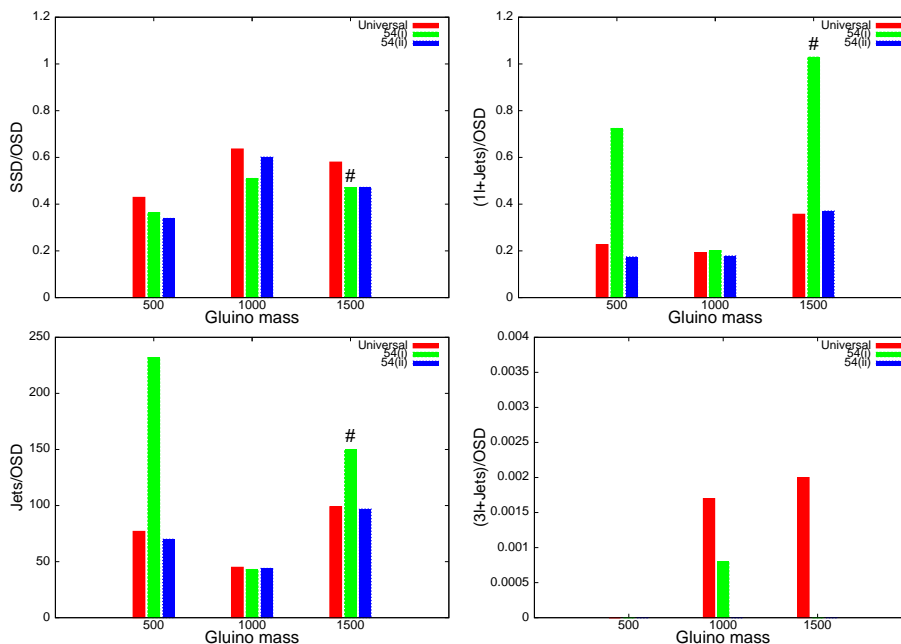 1.2
1
0.8
0.6
0.4
0.2
0
SSD/OSD
Universal
54(i)
54(ii)
#
500
1000
1500
Gluino mass
1.2
1
0.8
0.6
0.4
0.2
0
(1l+Jets)/OSD
Universal
54(i)
54(ii)
#
500
1000
1500
Gluino mass
250
200
150
100
50
0
Jets/OSD
Universal
54(i)
54(ii)
#
500
1000
1500
Gluino mass
0.004
0.0035
0.003
0.0025
0.002
0.0015
0.001
0.0005
0
(3l+Jets)/OSD
Universal
54(i)
54(ii)
500
1000
1500
Gluino mass